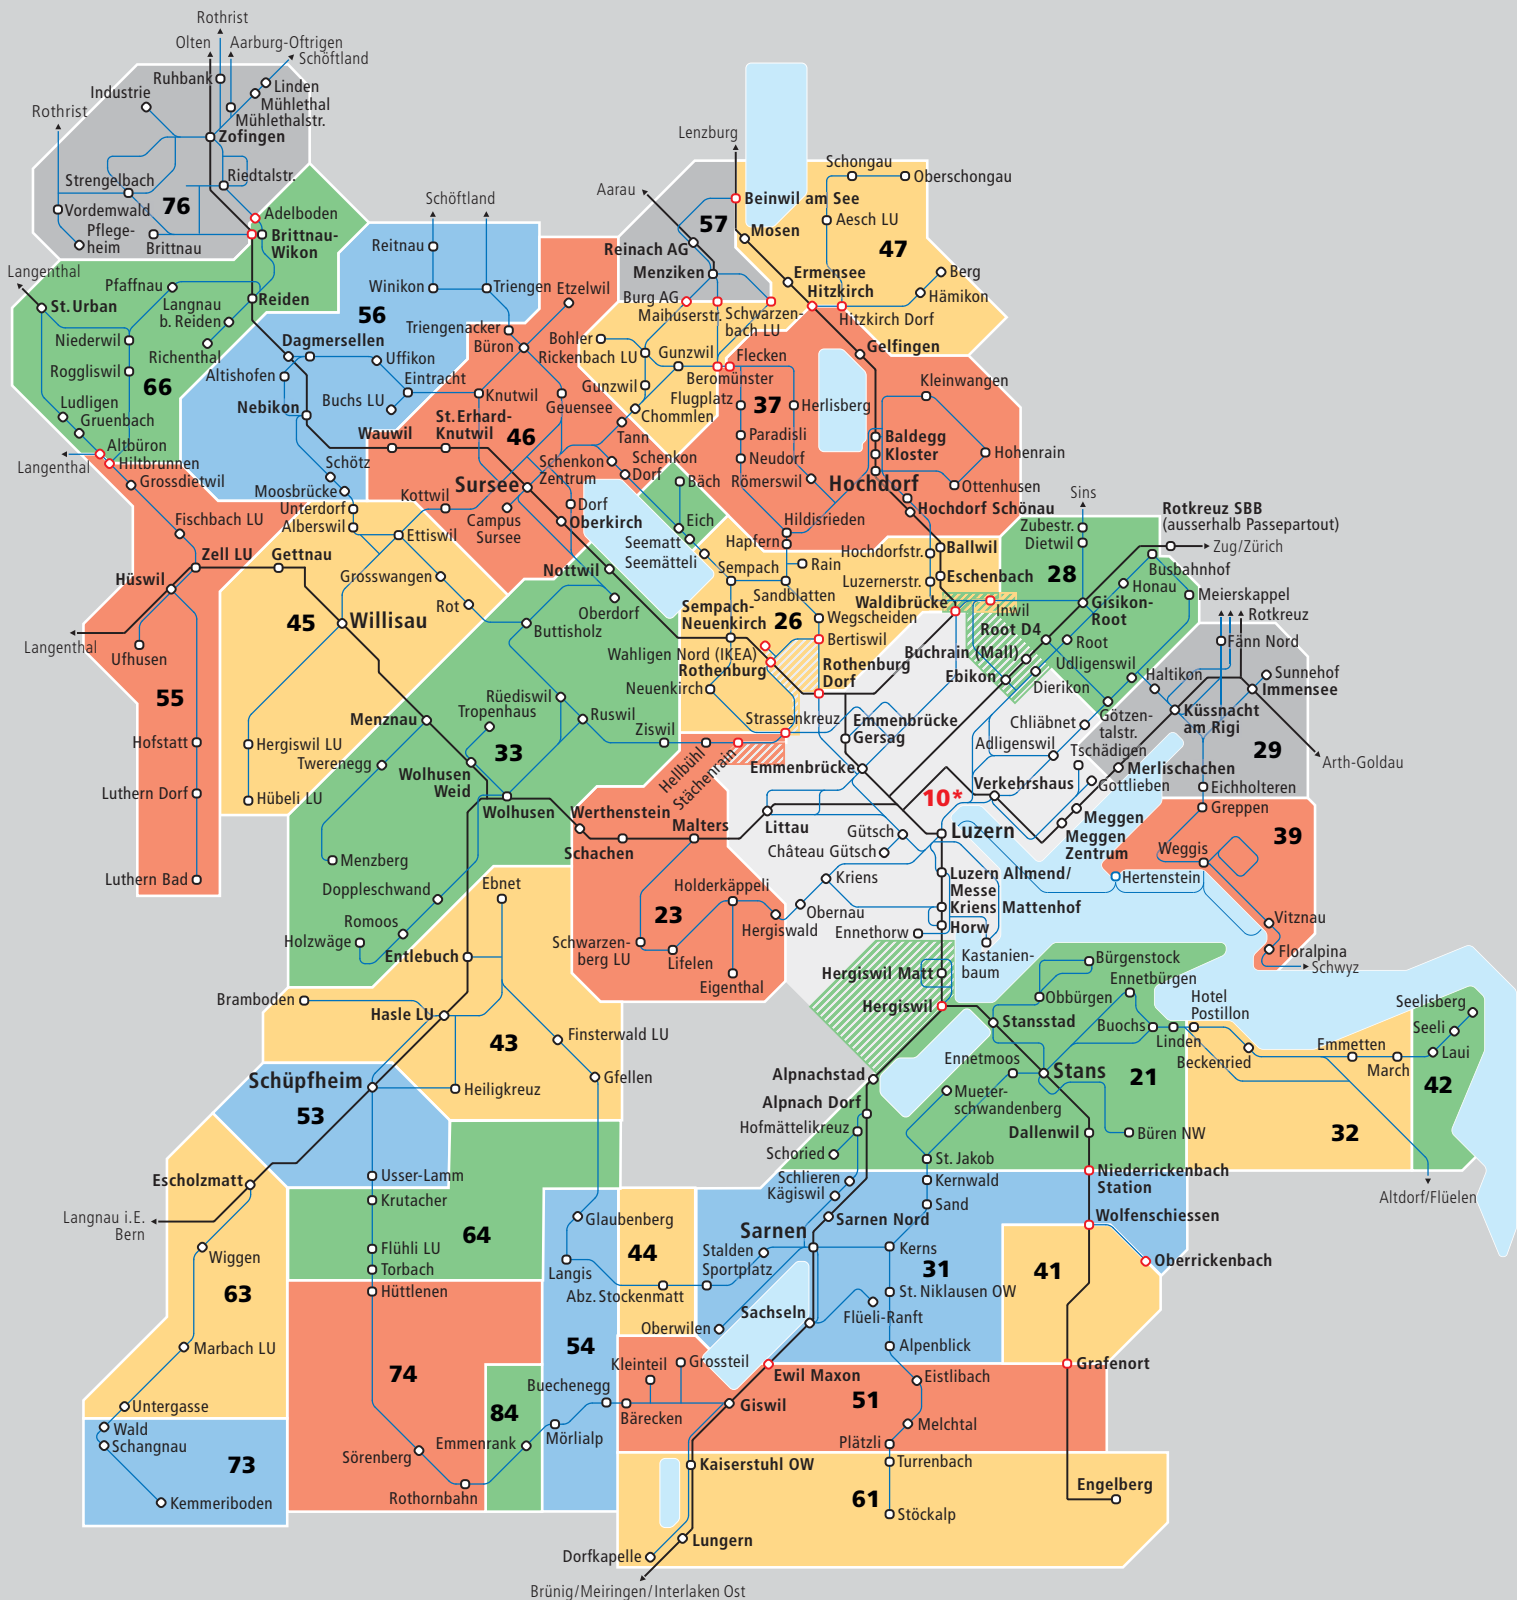 Rothrist
Olten
Aarburg-Oftrigen
Schöftland
Ruhbank
Linden
Industrie
Mühlethal
Mühlethalstr.
Rothrist
Zofingen
Strengelbach
Riedtalstr.
Vordemwald
76
Pflege-
heim
Brittnau
Adelboden
Brittnau-
Wikon
Langenthal
St.Urban
Pfaffnau
Langnau
b. Reiden
Reiden
Niederwil
Richenthal
Roggliswil
66
Ludligen
Gruenbach
Altbüron
Hiltbrunnen
Langenthal
Grossdietwil
Schöftland
Reitnau
Winikon
Triengen
56
Dagmersellen
Uffikon
Altishofen
Eintracht
Buchs LU
Nebikon
Schötz
Moosbrücke
Etzelwil
Triengenacker
Büron
Knutwil
Geuensee
St.Erhard-
Knutwil
Wauwil
46
Tann
Schenkon
Zentrum
Schenkon
Dorf
Sursee
Kottwil
Campus
Sursee
Dorf
Oberkirch
Lenzburg
Aarau
57
Beinwil am See
Reinach AG
Menziken
Burg AG
Maihuserstr.
Schwarzen-
bach LU
Mosen
Schongau
Oberschongau
Aesch LU
47
Ermensee
Hitzkirch
Berg
Hämikon
Hitzkirch Dorf
Gelfingen
Bohler
Rickenbach LU
Gunzwil
Gunzwil
Chommlen
Flecken
Beromünster
Flugplatz
37
Herlisberg
Kleinwangen
Paradisli
Neudorf
Römerswil
Baldegg
Kloster
Hohenrain
Hochdorf
Ottenhusen
Hochdorf Schönau
Hildisrieden
Hapfern
Bäch
Eich
Seematt
Seemätteli
Nottwil
Oberdorf
Buttisholz
Unterdorf
Alberswil
Ettiswil
Grosswangen
Rot
Fischbach LU
Zell LU
Gettnau
Hüswil
45
Willisau
Langenthal
Ufhusen
55
Hofstatt
Luthern Dorf
Luthern Bad
Hergiswil LU
Hübeli LU
Sempach
Rain
Sandblatten
Sempach-
Neuenkirch
26
Wegscheiden
Bertiswil
Wahligen Nord (IKEA)
Rothenburg
Rothenburg
Dorf
Neuenkirch
Strassenkreuz
Hochdorfstr.
Ballwil
Luzernerstr.
Eschenbach
Waldibrücke
Inwil
Sins
Zubestr.
Dietwil
28
Rotkreuz SBB
(ausserhalb Passepartout)
Zug/Zürich
Busbahnhof
Honau
Gisikon-
Root
Meierskappel
Root D4
Root
Buchrain (Mall)
Udligenswil
Ebikon
Dierikon
Götzen-
talstr.
Rotkreuz
Fänn Nord
Haltikon
Sunnehof
Immensee
Küssnacht
am Rigi
29
Arth-Goldau
Eichholteren
Greppen
39
Weggis
Hertenstein
Vitznau
Floralpina
Schwyz
Menznau
Rüediswil
Tropenhaus
Ruswil
Ziswil
Twerenegg
33
Wolhusen
Weid
Wolhusen
Menzberg
Doppleschwand
Romoos
Holzwäge
Hellbühl
Stächenrain
Werthenstein
Schachen
Malters
Holderkäppeli
23
Hergiswald
Schwarzen-
berg LU
Lifelen
Eigenthal
Emmenbrücke
Gersag
Emmenbrücke
Chliäbnet
Adligenswil
Tschädigen
Merlischachen
Gottlieben
Verkehrshaus
10*
Meggen
Meggen
Zentrum
Littau
Gütsch
Luzern
Château Gütsch
Kriens
Obernau
Luzern Allmend/
Messe
Kriens Mattenhof
Horw
Ennethorw
Kastanien-
baum
Hergiswil Matt
Hergiswil
Ebnet
Entlebuch
Bramboden
Hasle LU
43
Finsterwald LU
Gfellen
Heiligkreuz
Schüpfheim
53
Escholzmatt
Langnau i.E.
Bern
Usser-Lamm
Krutacher
64
Flühli LU
Torbach
Hüttlenen
Wiggen
63
Marbach LU
Untergasse
Wald
Schangnau
73
Kemmeriboden
74
Sörenberg
Rothornbahn
84
Emmenrank
54
Mörlialp
Buechenegg
Glaubenberg
Langis
44
Abz. Stockenmatt
Bürgenstock
Ennetbürgen
Obbürgen
Stansstad
Buochs
Linden
Hotel
Postillon
Beckenried
Emmetten
March
Seelisberg
Seeli
Laui
42
32
Altdorf/Flüelen
Ennetmoos
Stans
21
Mueter-
schwandenberg
Dallenwil
Büren NW
Alpnachstad
Alpnach Dorf
Hofmättelikreuz
Schoried
St. Jakob
Schlieren
Kägiswil
Kernwald
Sand
Niederrickenbach
Station
Wolfenschiessen
Oberrickenbach
Sarnen
Sarnen Nord
Stalden
Sportplatz
Kerns
31
St. Niklausen OW
41
Flüeli-Ranft
Sachseln
Oberwilen
Alpenblick
Grafenort
Ewil Maxon
Kleinteil
Grossteil
Eistlibach
51
Bärecken
Giswil
Melchtal
Plätzli
Turrenbach
Kaiserstuhl OW
61
Stöckalp
Engelberg
Lungern
Dorfkapelle
Brünig/Meiringen/Interlaken Ost